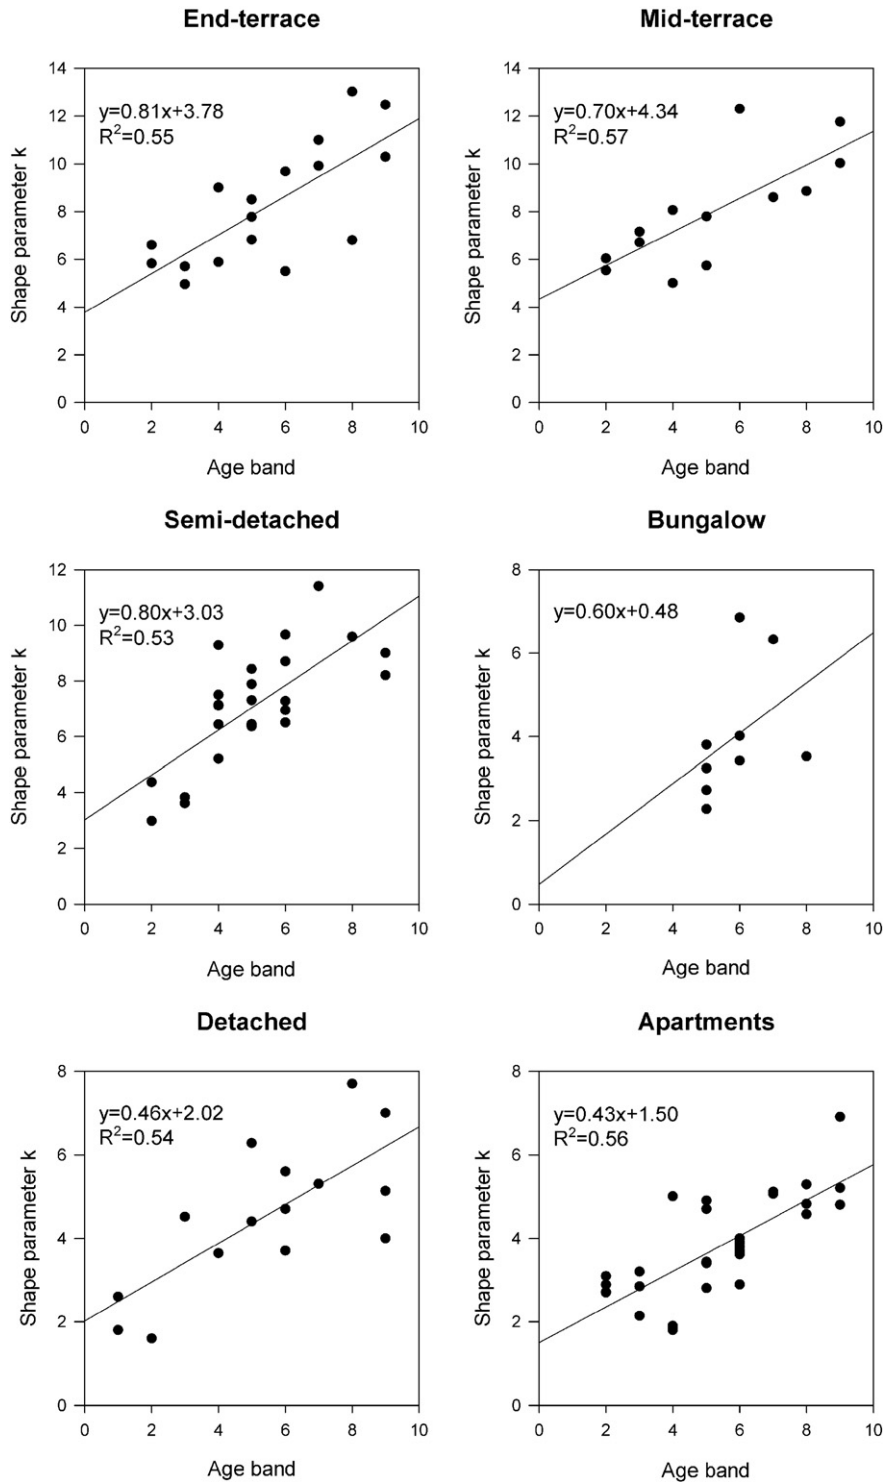 End-terrace
Mid-terrace
14
12
10
8
6
4
2
0
Shape parameter k
y=0.81x+3.78
R²=0.55
0 2 4 6 8 10
Age band
14
12
10
8
6
4
2
0
Shape parameter k
y=0.70x+4.34
R²=0.57
0 2 4 6 8 10
Age band
Semi-detached
Bungalow
12
10
8
6
4
2
0
Shape parameter k
y=0.80x+3.03
R²=0.53
0 2 4 6 8 10
Age band
8
6
4
2
0
Shape parameter k
y=0.60x+0.48
0 2 4 6 8 10
Age band
Detached
Apartments
8
6
4
2
0
Shape parameter k
y=0.46x+2.02
R²=0.54
0 2 4 6 8 10
Age band
8
6
4
2
0
Shape parameter k
y=0.43x+1.50
R²=0.56
0 2 4 6 8 10
Age band